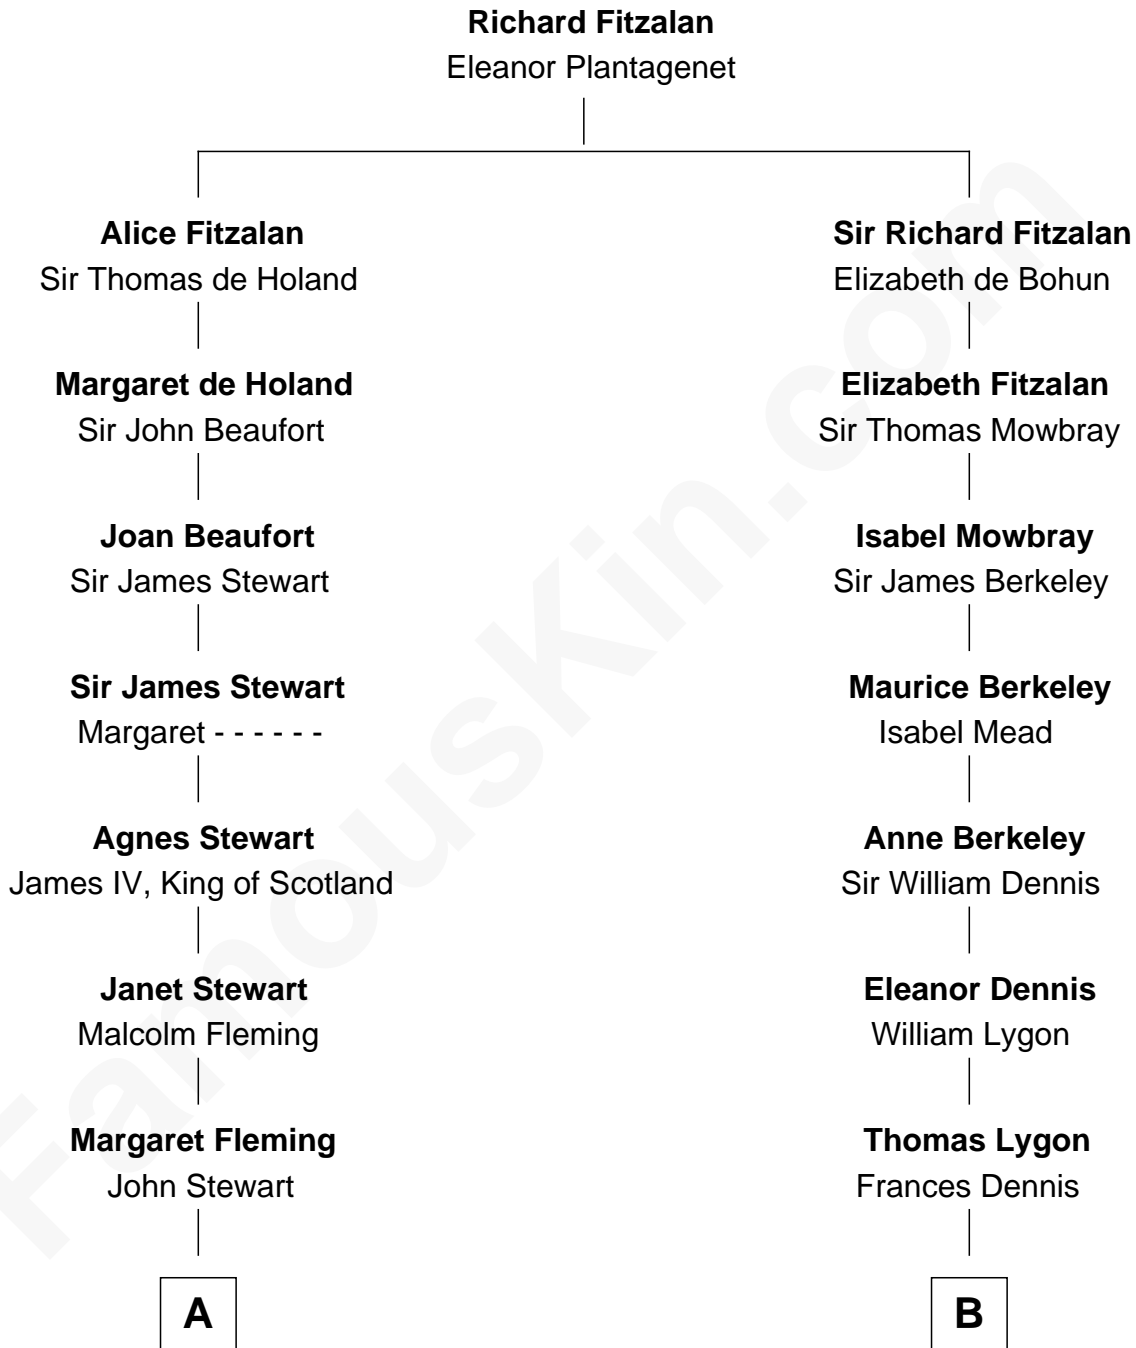 Richard Fitzalan
Eleanor Plantagenet
Alice Fitzalan
Sir Thomas de Holand
Margaret de Holand
Sir John Beaufort
Joan Beaufort
Sir James Stewart
Sir James Stewart
Margaret - - - - - -
Agnes Stewart
James IV, King of Scotland
Janet Stewart
Malcolm Fleming
Margaret Fleming
John Stewart
A
Sir Richard Fitzalan
Elizabeth de Bohun
Elizabeth Fitzalan
Sir Thomas Mowbray
Isabel Mowbray
Sir James Berkeley
Maurice Berkeley
Isabel Mead
Anne Berkeley
Sir William Dennis
Eleanor Dennis
William Lygon
Thomas Lygon
Frances Dennis
B
FamousKin.com